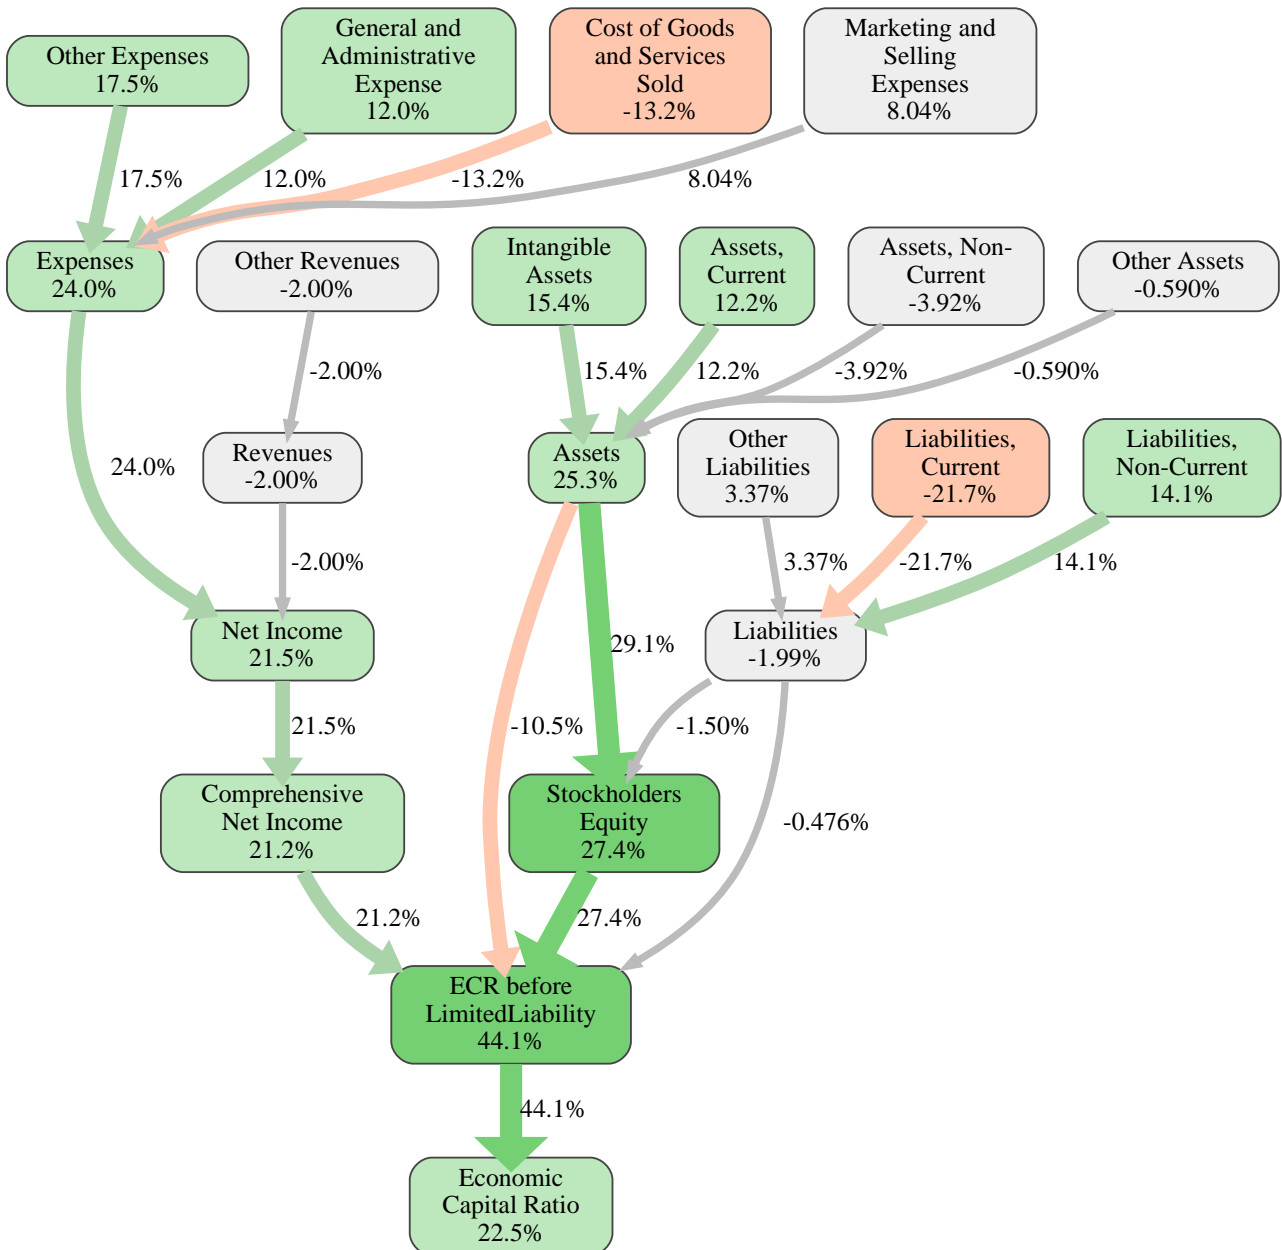 Other Expenses
17.5%
General and
Administrative
Expense
12.0%
Cost of Goods
and Services
Sold
-13.2%
Marketing and
Selling
Expenses
8.04%
17.5%
12.0%
-13.2%
8.04%
Expenses
24.0%
Other Revenues
-2.00%
Intangible
Assets
15.4%
Assets,
Current
12.2%
Assets, Non-
Current
-3.92%
Other Assets
-0.590%
-2.00%
15.4%
12.2%
-3.92%
-0.590%
24.0%
Revenues
-2.00%
Assets
25.3%
Other
Liabilities
3.37%
Liabilities,
Current
-21.7%
Liabilities,
Non-Current
14.1%
-2.00%
3.37%
-21.7%
14.1%
Net Income
21.5%
29.1%
Liabilities
-1.99%
21.5%
-10.5%
-1.50%
Comprehensive
Net Income
21.2%
Stockholders
Equity
27.4%
-0.476%
21.2%
27.4%
ECR before
LimitedLiability
44.1%
44.1%
Economic
Capital Ratio
22.5%